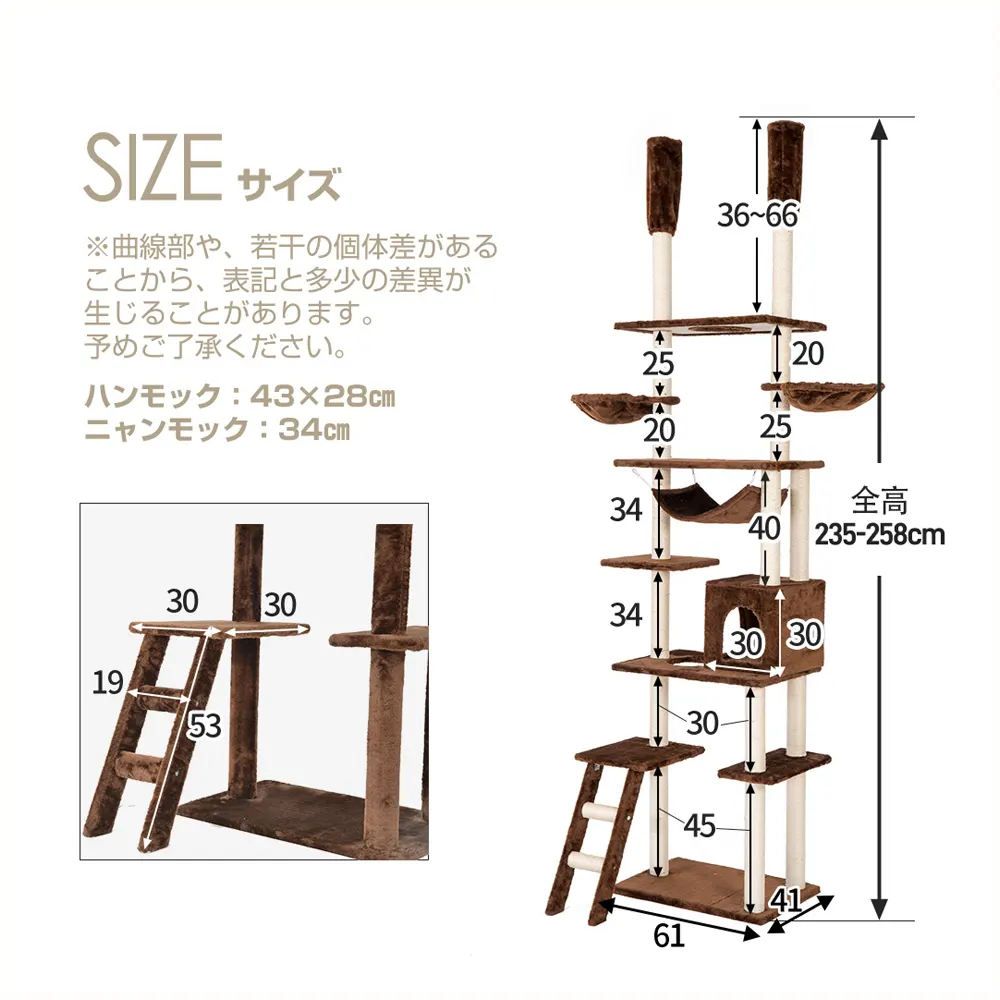 SIZE サイズ
※曲線部や、若干の個体差がある
ことから、表記と多少の差異が
生じることがあります。
予めご了承ください。
ハンモック：43×28㎝
ニャンモック：34㎝
30
30
19
53
36~66
25
20
20
25
34
40
34
30
30
30
45
61
41
全高
235-258cm